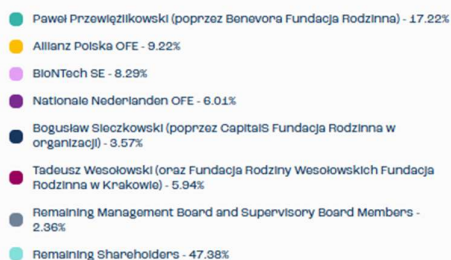 Paweł Przewięźlikowski (poprzez Benevora Fundacja Rodzinna) - 17.22%
Allianz Polska OFE - 9.22%
BioNTech SE - 8.29%
Nationale Nederlanden OFE - 6.01%
Bogusław Sieczkowski (poprzez CapitalS Fundacja Rodzinna w
organizacji) - 3.57%
Tadeusz Wesołowski (oraz Fundacja Rodziny Wesołowskich Fundacja
Rodzinna w Krakowie) - 5.94%
Remaining Management Board and Supervisory Board Members -
2.36%
Remaining Shareholders - 47.38%